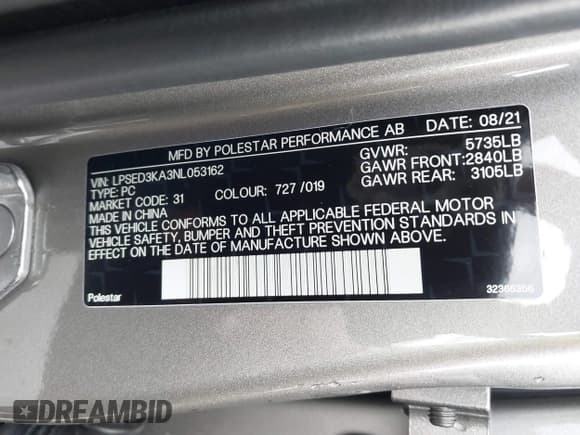 MFD BY POLESTAR PERFORMANCE AB DATE: 08/21
VIN: LPSED3KA3NL053162 GVWR: 5735LB
TYPE: PC GAWR FRONT:2840LB
MARKET CODE: 31 COLOUR: 727/019 GAWR REAR: 3105LB
MADE IN CHINA
THIS VEHICLE CONFORMS TO ALL APPLICABLE FEDERAL MOTOR
VEHICLE SAFETY, BUMPER AND THEFT PREVENTION STANDARDS IN
EFFECT ON THE DATE OF MANUFACTURE SHOWN ABOVE.
Polestar 32366356
DREAMBID